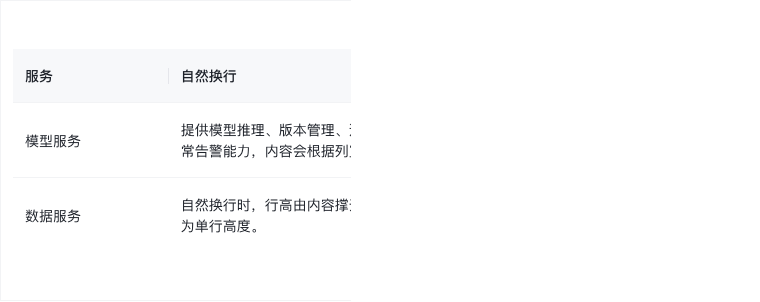 服务
自然换行
模型服务
提供模型推理、版本管理、
常告警能力，内容会根据列
数据服务
自然换行时，行高由内容撑
为单行高度。